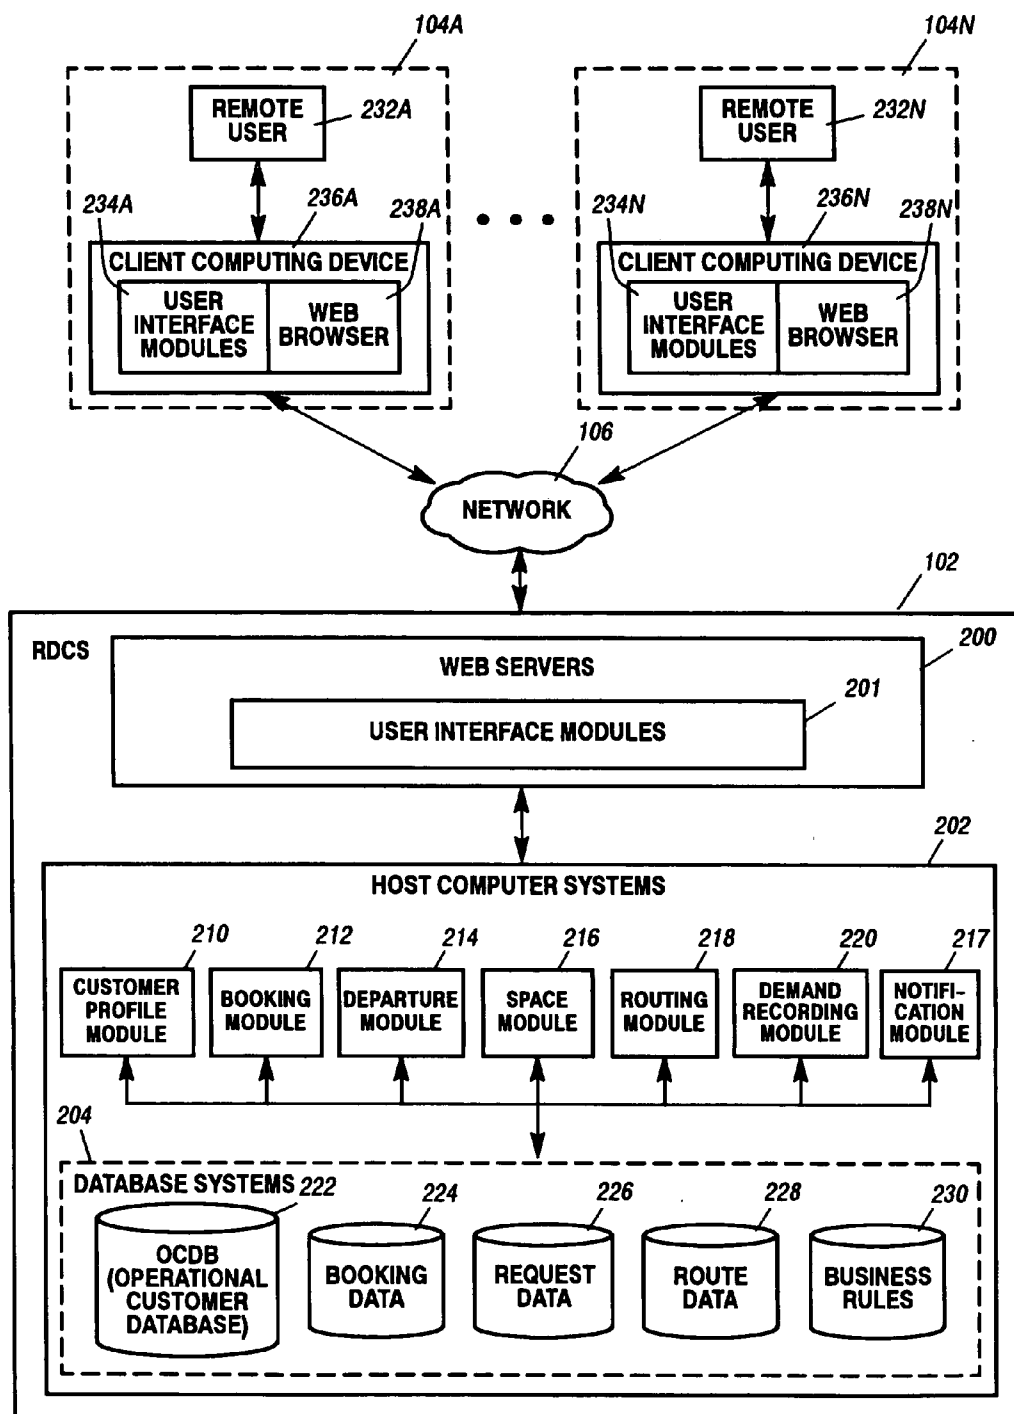 104A
104N
REMOTE
USER
232A
REMOTE
USER
232N
234A
236A
238A
234N
236N
238N
CLIENT COMPUTING DEVICE
USER
INTERFACE
MODULES
WEB
BROWSER
CLIENT COMPUTING DEVICE
USER
INTERFACE
MODULES
WEB
BROWSER
106
NETWORK
102
RDCS
200
WEB SERVERS
201
USER INTERFACE MODULES
202
HOST COMPUTER SYSTEMS
210
212
214
216
218
220
217
CUSTOMER
PROFILE
MODULE
BOOKING
MODULE
DEPARTURE
MODULE
SPACE
MODULE
ROUTING
MODULE
DEMAND
RECORDING
MODULE
NOTIFI-
CATION
MODULE
204
DATABASE SYSTEMS
222
224
226
228
230
OCDB
(OPERATIONAL
CUSTOMER
DATABASE)
BOOKING
DATA
REQUEST
DATA
ROUTE
DATA
BUSINESS
RULES